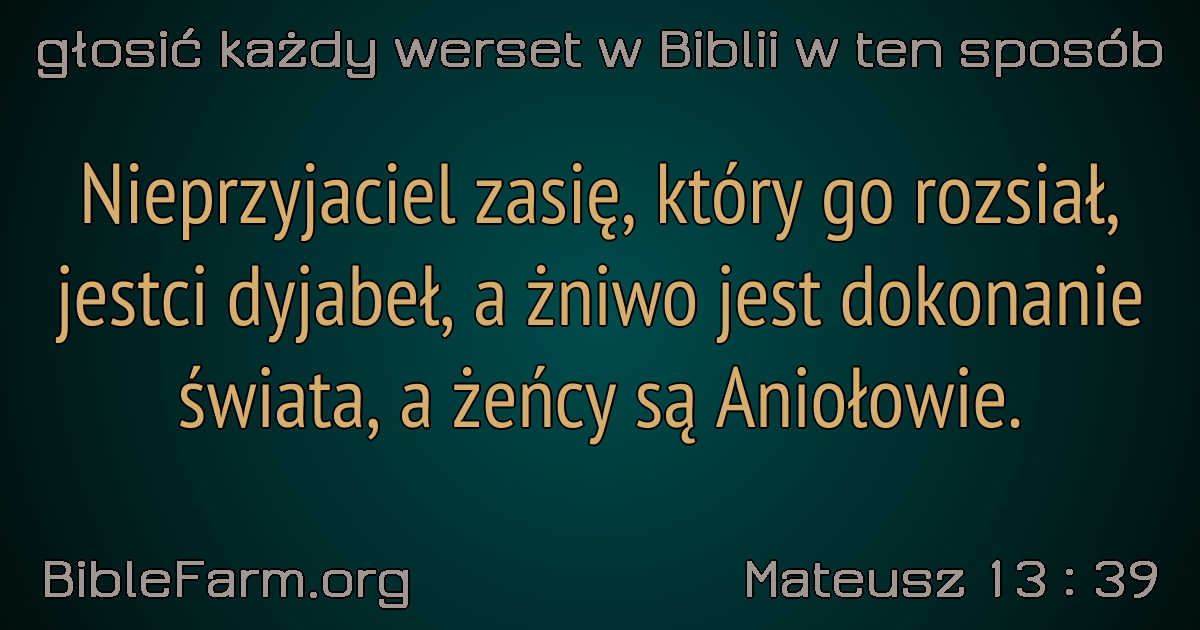 głosić każdy werset w Biblii w ten sposób
Nieprzyjaciel zasię, który go rozsiał,
jestci dyjabeł, a żniwo jest dokonanie
świata, a żeńcy są Aniołowie.
BibleFarm.org
Mateusz 13 : 39